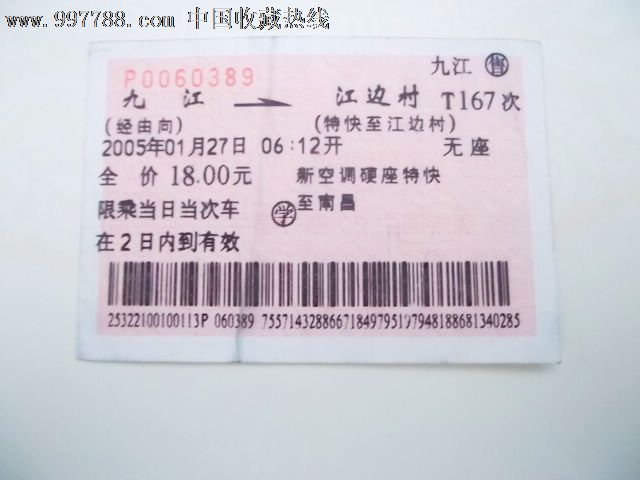 www.997788.com 中国收藏热线
P0060389
九江 售
九江 → 江边村 T167次
(经由向) (特快至江边村)
2005年01月27日 06:12开 无座
全价18.00元 新空调硬座特快
限乘当日当次车 学 至南昌
在2日内到有效
25322100100113P 060389 75571432886671849795197948188681340285